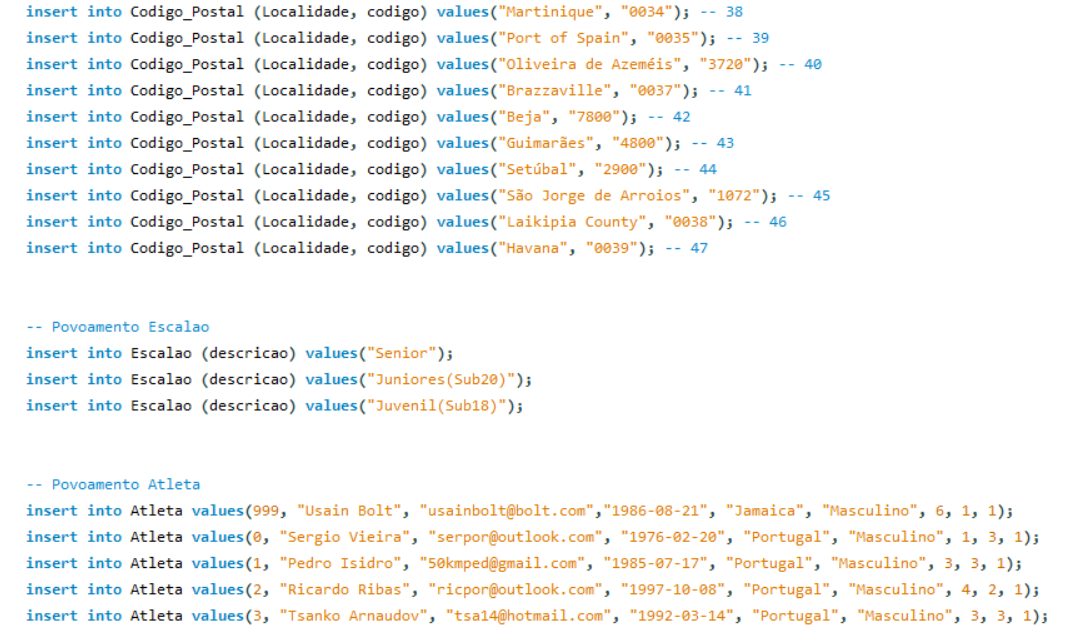 insert into Codigo_Postal (Localidade, codigo) values("Martinique", "0034"); -- 38
insert into Codigo_Postal (Localidade, codigo) values("Port of Spain", "0035"); -- 39
insert into Codigo_Postal (Localidade, codigo) values("Oliveira de Azeméis", "3720"); -- 40
insert into Codigo_Postal (Localidade, codigo) values("Brazzaville", "0037"); -- 41
insert into Codigo_Postal (Localidade, codigo) values("Beja", "7800"); -- 42
insert into Codigo_Postal (Localidade, codigo) values("Guimarães", "4800"); -- 43
insert into Codigo_Postal (Localidade, codigo) values("Setúbal", "2900"); -- 44
insert into Codigo_Postal (Localidade, codigo) values("São Jorge de Arroios", "1072"); -- 45
insert into Codigo_Postal (Localidade, codigo) values("Laikipia County", "0038"); -- 46
insert into Codigo_Postal (Localidade, codigo) values("Havana", "0039"); -- 47
-- Povoamento Escalao
insert into Escalao (descricao) values("Senior");
insert into Escalao (descricao) values("Juniores(Sub20)");
insert into Escalao (descricao) values("Juvenil(Sub18)");
-- Povoamento Atleta
insert into Atleta values(999, "Usain Bolt", "usainbolt@bolt.com","1986-08-21", "Jamaica", "Masculino", 6, 1, 1);
insert into Atleta values(0, "Sergio Vieira", "serpor@outlook.com", "1976-02-20", "Portugal", "Masculino", 1, 3, 1);
insert into Atleta values(1, "Pedro Isidro", "50kmped@gmail.com", "1985-07-17", "Portugal", "Masculino", 3, 3, 1);
insert into Atleta values(2, "Ricardo Ribas", "ricpor@outlook.com", "1997-10-08", "Portugal", "Masculino", 4, 2, 1);
insert into Atleta values(3, "Tsanko Arnaudov", "tsa14@hotmail.com", "1992-03-14", "Portugal", "Masculino", 3, 3, 1);